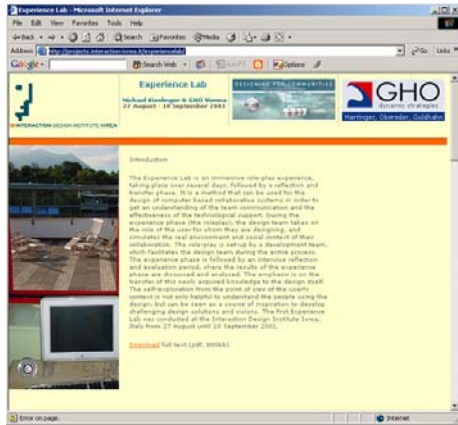 Experience Lab - Microsoft Internet Explorer
File Edit View Favorites Tools Help
Back Search Favorites Media
Address http://projects.interaction-ivrea.it/experiencelab/ Go Links
Google Search Web Options
Experience Lab
Michael Kieslinger & GHO Vienna
27 August - 10 September 2001
DESIGNING FOR COMMUNITIES
GHO
dynamic strategies
Harringer, Obereder, Goldhahn
INTERACTION DESIGN INSTITUTE IVREA
Introduction
The Experience Lab is an immersive role-play experience,
taking place over several days, followed by a reflection and
transfer phase. It is a method that can be used for the
design of computer based collaborative systems in order to
get an understanding of the team communication and the
effectiveness of the technological support. During the
experience phase (the roleplay), the design team takes on
the role of the user for whom they are designing, and
simulates the real environment and social context of their
collaboration. The role-play is set-up by a development team,
which facilitates the design team during the entire process.
The experience phase is followed by an intensive reflection
and evaluation period, where the results of the experience
phase are discussed and analysed. The emphasis is on the
transfer of this newly acquired knowledge to the design itself.
The self-exploration from the point of view of the user's
context is not only helpful to understand the people using the
design, but can be seen as a source of inspiration to develop
challenging design solutions and visions. The first Experience
Lab was conducted at the Interaction Design Institute Ivrea,
Italy from 27 August until 10 September 2001.
Download full text (pdf, 800kb)
Error on page. Internet